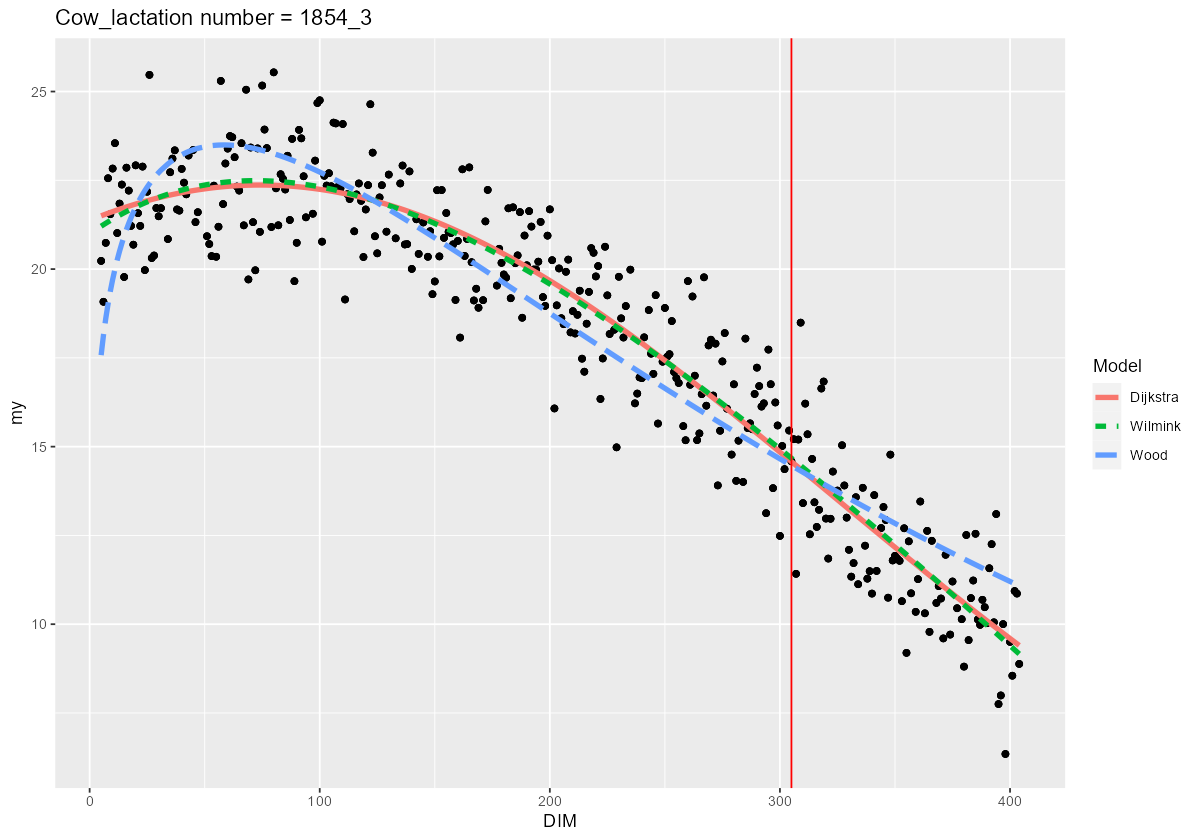 Cow_lactation number = 1854_3
25
20
15
10
my
0 100 200 300 400
DIM
Model
Dijkstra
Wilmink
Wood